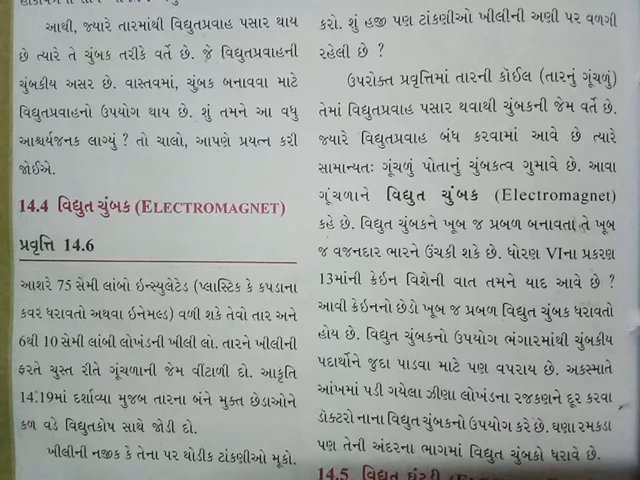 આથી, જ્યારે તારમાંથી વિદ્યુતપ્રવાહ પસાર થાય
છે ત્યારે તે ચુંબક તરીકે વર્તે છે. જે વિદ્યુતપ્રવાહની
ચુંબકીય અસર છે. વાસ્તવમાં, ચુંબક બનાવવા માટે
વિદ્યુતપ્રવાહનો ઉપયોગ થાય છે. શું તમને આ વધુ
આશ્ચર્યજનક લાગ્યું ? તો ચાલો, આપણે પ્રયત્ન કરી
જોઈએ.
14.4 વિદ્યુત ચુંબક (ELECTROMAGNET)
પ્રવૃત્તિ 14.6
આશરે 75 સેમી લાંબો ઇન્સ્યુલેટેડ (પ્લાસ્ટિક કે કપડાના
કવર ધરાવતો અથવા ઇનેમલ્ડ) વળી શકે તેવો તાર અને
6થી 10 સેમી લાંબી લોખંડની ખીલી લો. તારને ખીલીની
ફરતે ચુસ્ત રીતે ગૂંચળાની જેમ વીંટાળી દો. આકૃતિ
14.19માં દર્શાવ્યા મુજબ તારના બંને મુક્ત છેડાઓને
કળ વડે વિદ્યુતકોષ સાથે જોડી દો.
ખીલીની નજીક કે તેના પર થોડીક ટાંકણીઓ મૂકો.
કરો. શું હજી પણ ટાંકણીઓ ખીલીની અણી પર વળગી
રહેલી છે ?
ઉપરોક્ત પ્રવૃત્તિમાં તારની કૉઈલ (તારનું ગૂંચળું)
તેમાં વિદ્યુતપ્રવાહ પસાર થવાથી ચુંબકની જેમ વર્તે છે.
જ્યારે વિદ્યુતપ્રવાહ બંધ કરવામાં આવે છે ત્યારે
સામાન્યતઃ ગૂંચળું પોતાનું ચુંબકત્વ ગુમાવે છે. આવા
ગૂંચળાને વિદ્યુત ચુંબક (Electromagnet)
કહે છે. વિદ્યુત ચુંબકને ખૂબ જ પ્રબળ બનાવતા તે ખૂબ
જ વજનદાર ભારને ઉંચકી શકે છે. ધોરણ VIના પ્રકરણ
13માંની ક્રેઇન વિશેની વાત તમને યાદ આવે છે ?
આવી ક્રેઇનનો છેડો ખૂબ જ પ્રબળ વિદ્યુત ચુંબક ધરાવતો
હોય છે. વિદ્યુત ચુંબકનો ઉપયોગ ભંગારમાંથી ચુંબકીય
પદાર્થોને જુદા પાડવા માટે પણ વપરાય છે. અકસ્માતે
આંખમાં પડી ગયેલા ઝીણા લોખંડના રજકણને દૂર કરવા
ડૉક્ટરો નાના વિદ્યુત ચુંબકનો ઉપયોગ કરે છે. ઘણા રમકડા
પણ તેની અંદરના ભાગમાં વિદ્યુત ચુંબકો ધરાવે છે.
14.5 વિદ્યુત ઘંટડી